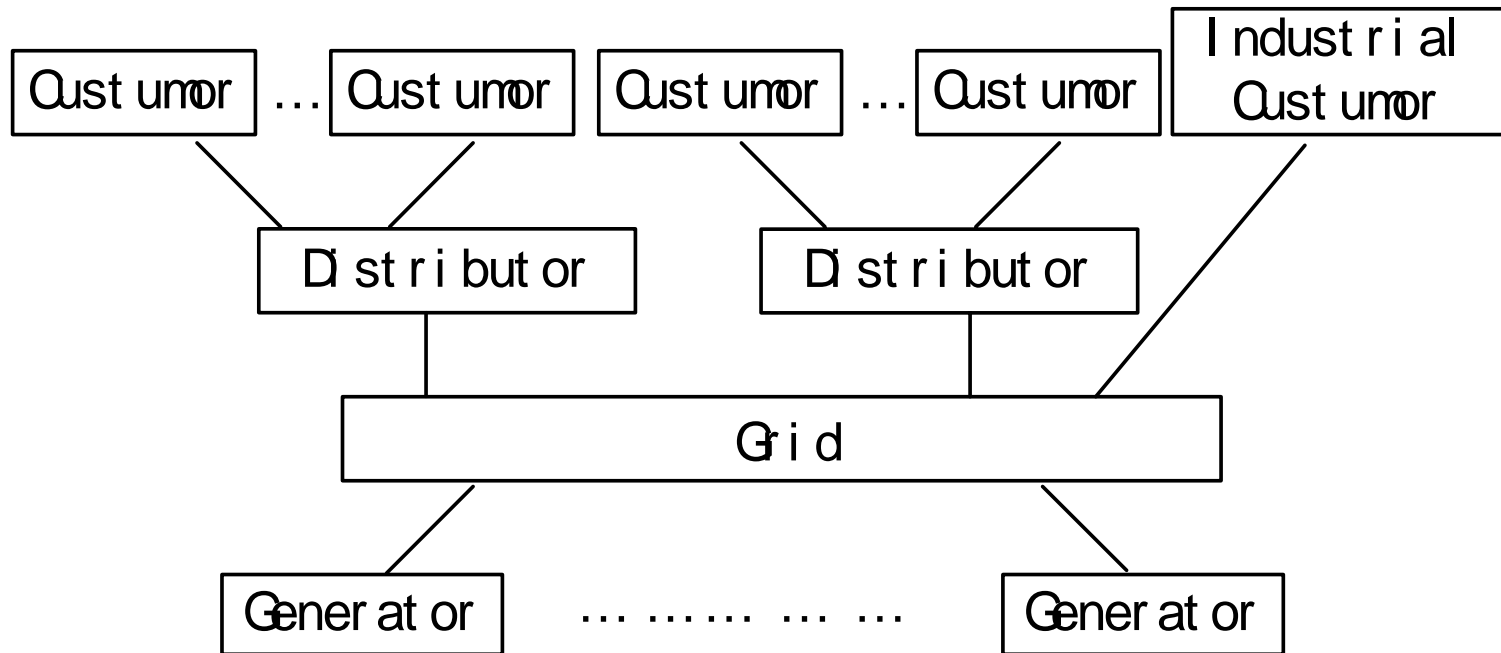 Custumor ... Custumor Custumor ... Custumor Industrial
Custumor
Distributor Distributor
Grid
Generator ... ... ... ... ... Generator